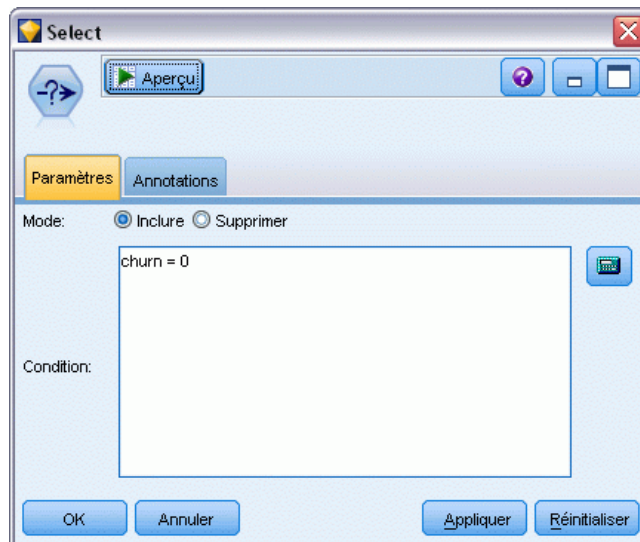 Select
Aperçu
Paramètres Annotations
Mode: Inclure Supprimer
churn = 0
Condition:
OK Annuler Appliquer Réinitialiser